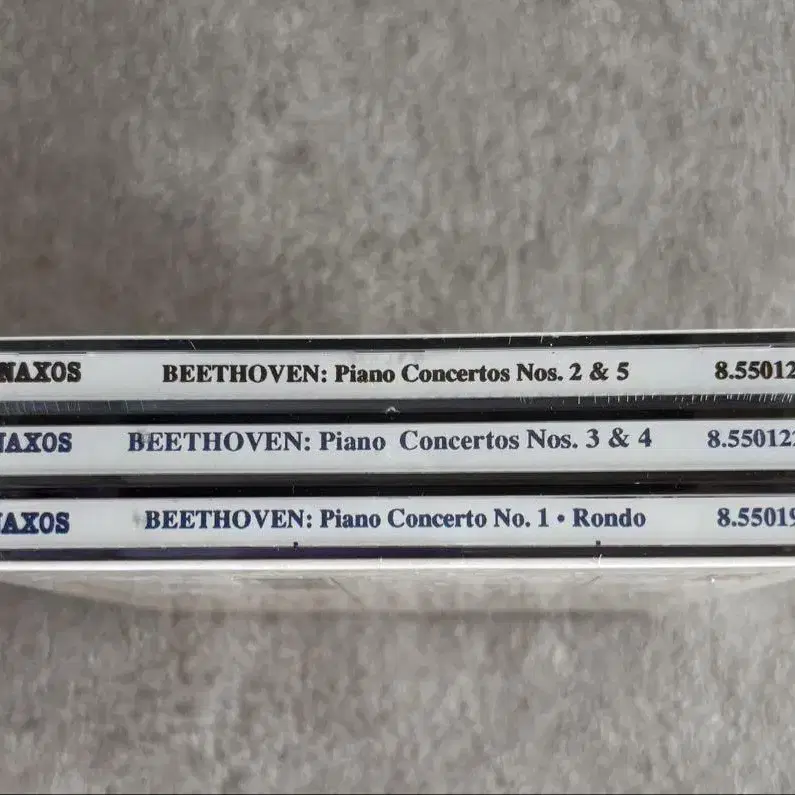 NAXOS BEETHOVEN: Piano Concertos Nos. 2 & 5 8.55012
NAXOS BEETHOVEN: Piano Concertos Nos. 3 & 4 8.55012
AXOS BEETHOVEN: Piano Concerto No. 1 • Rondo 8.55019